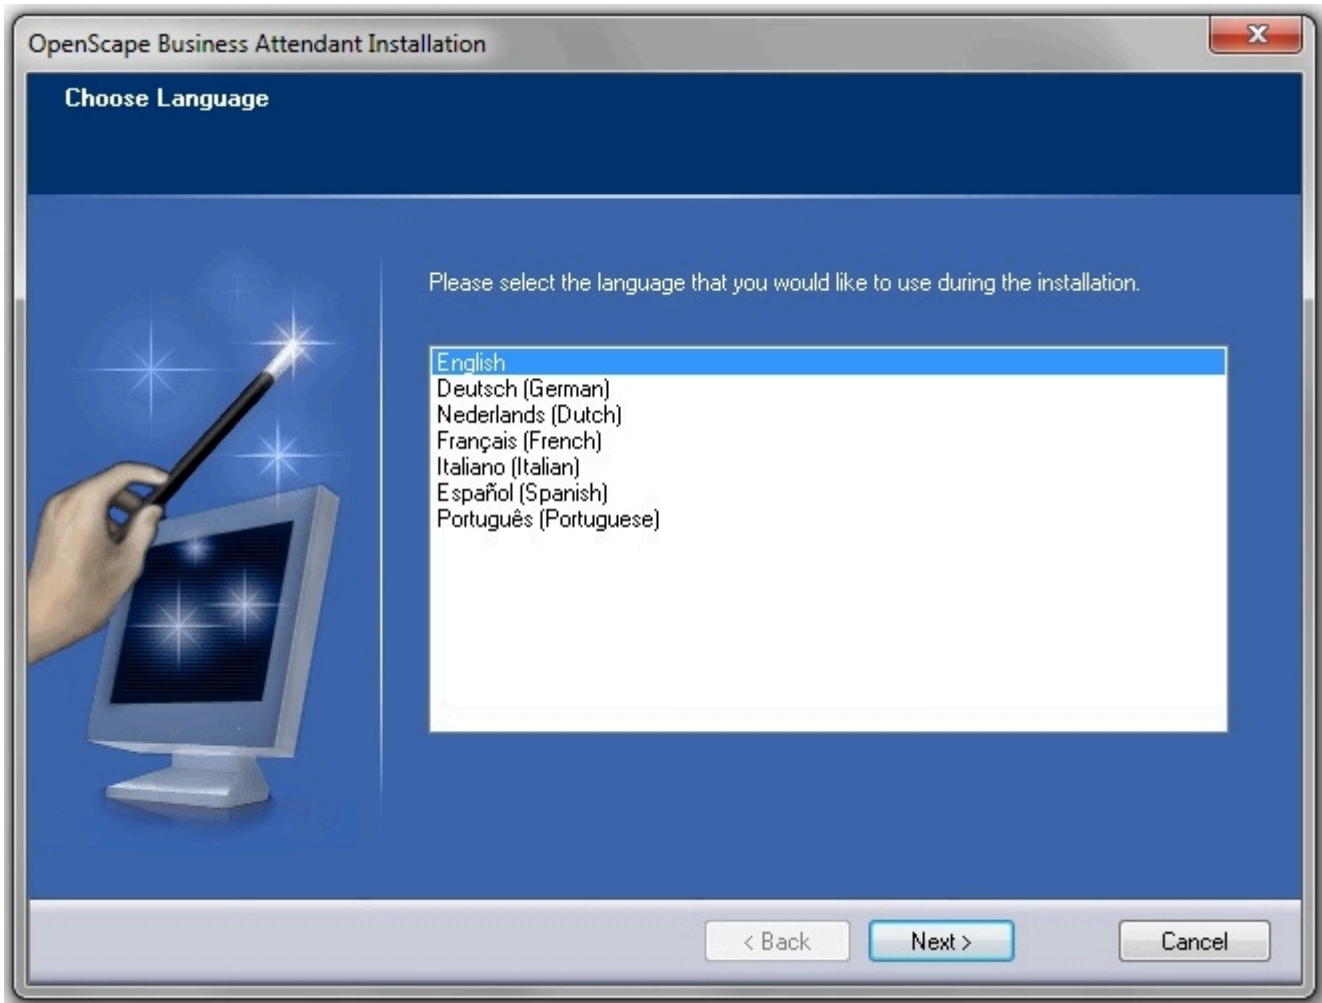 OpenScape Business Attendant Installation
Choose Language
Please select the language that you would like to use during the installation.
English
Deutsch (German)
Nederlands (Dutch)
Français (French)
Italiano (Italian)
Español (Spanish)
Português (Portuguese)
< Back
Next >
Cancel